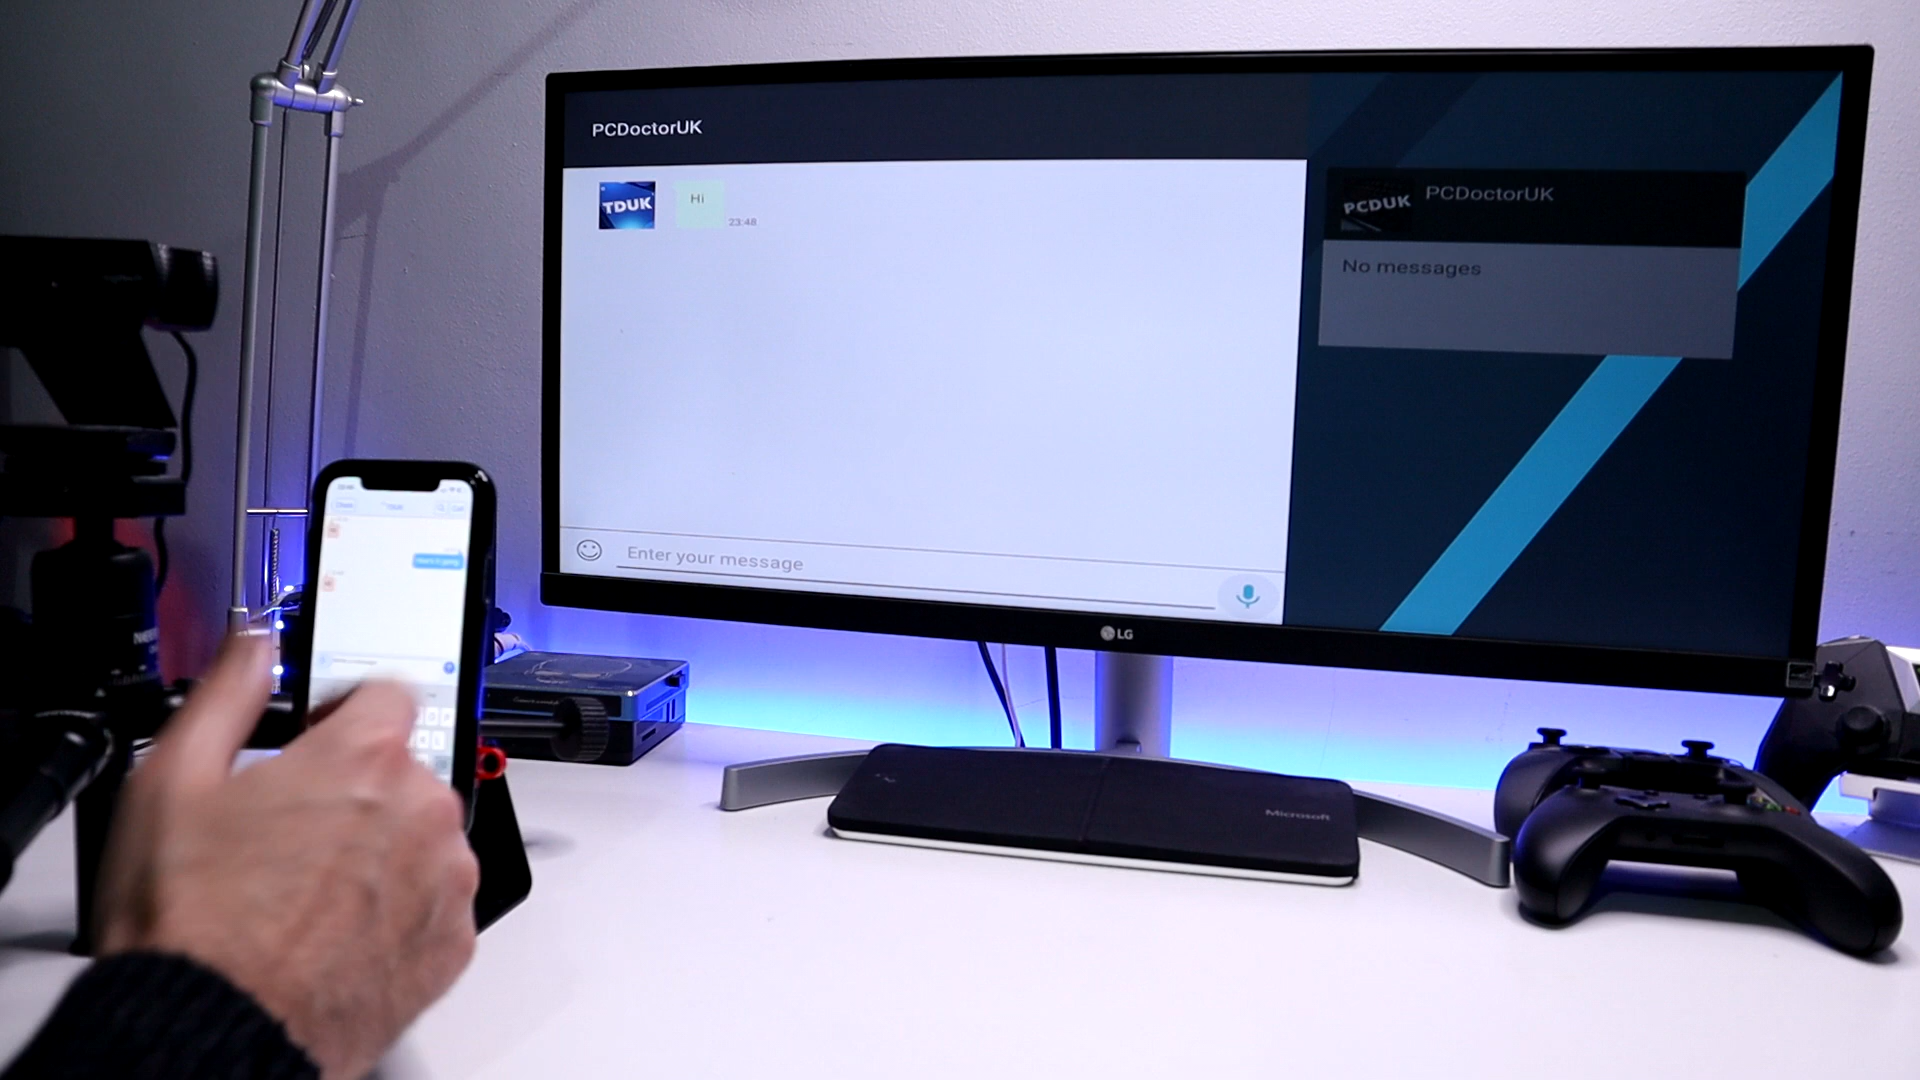 PCDoctorUK
TDUK
Hi
23:48
PCDUK
PCDoctorUK
No messages
Enter your message
LG
Microsoft